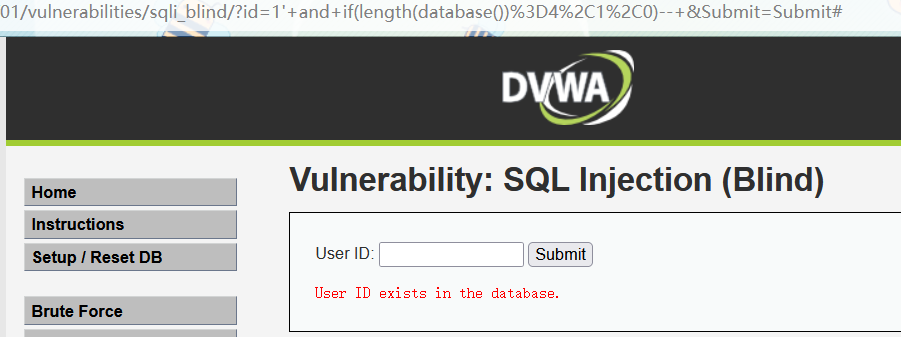 01/vulnerabilities/sqli_blind/?id=1'+and+if(length(database())%3D4%2C1%2C0)--+&Submit=Submit#
DVWA
Vulnerability: SQL Injection (Blind)
Home
Instructions
Setup / Reset DB
Brute Force
User ID:
Submit
User ID exists in the database.